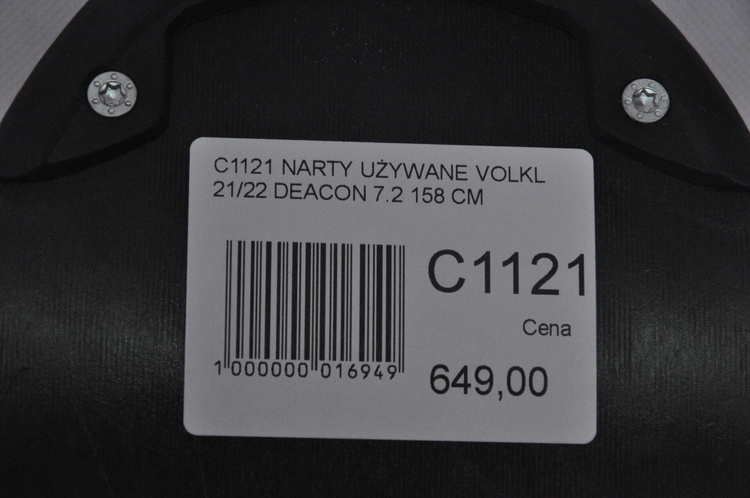 C1121 NARTY UŻYWANE VOLKL
21/22 DEACON 7.2 158 CM
C1121
Cena
1 000000 016949
649,00